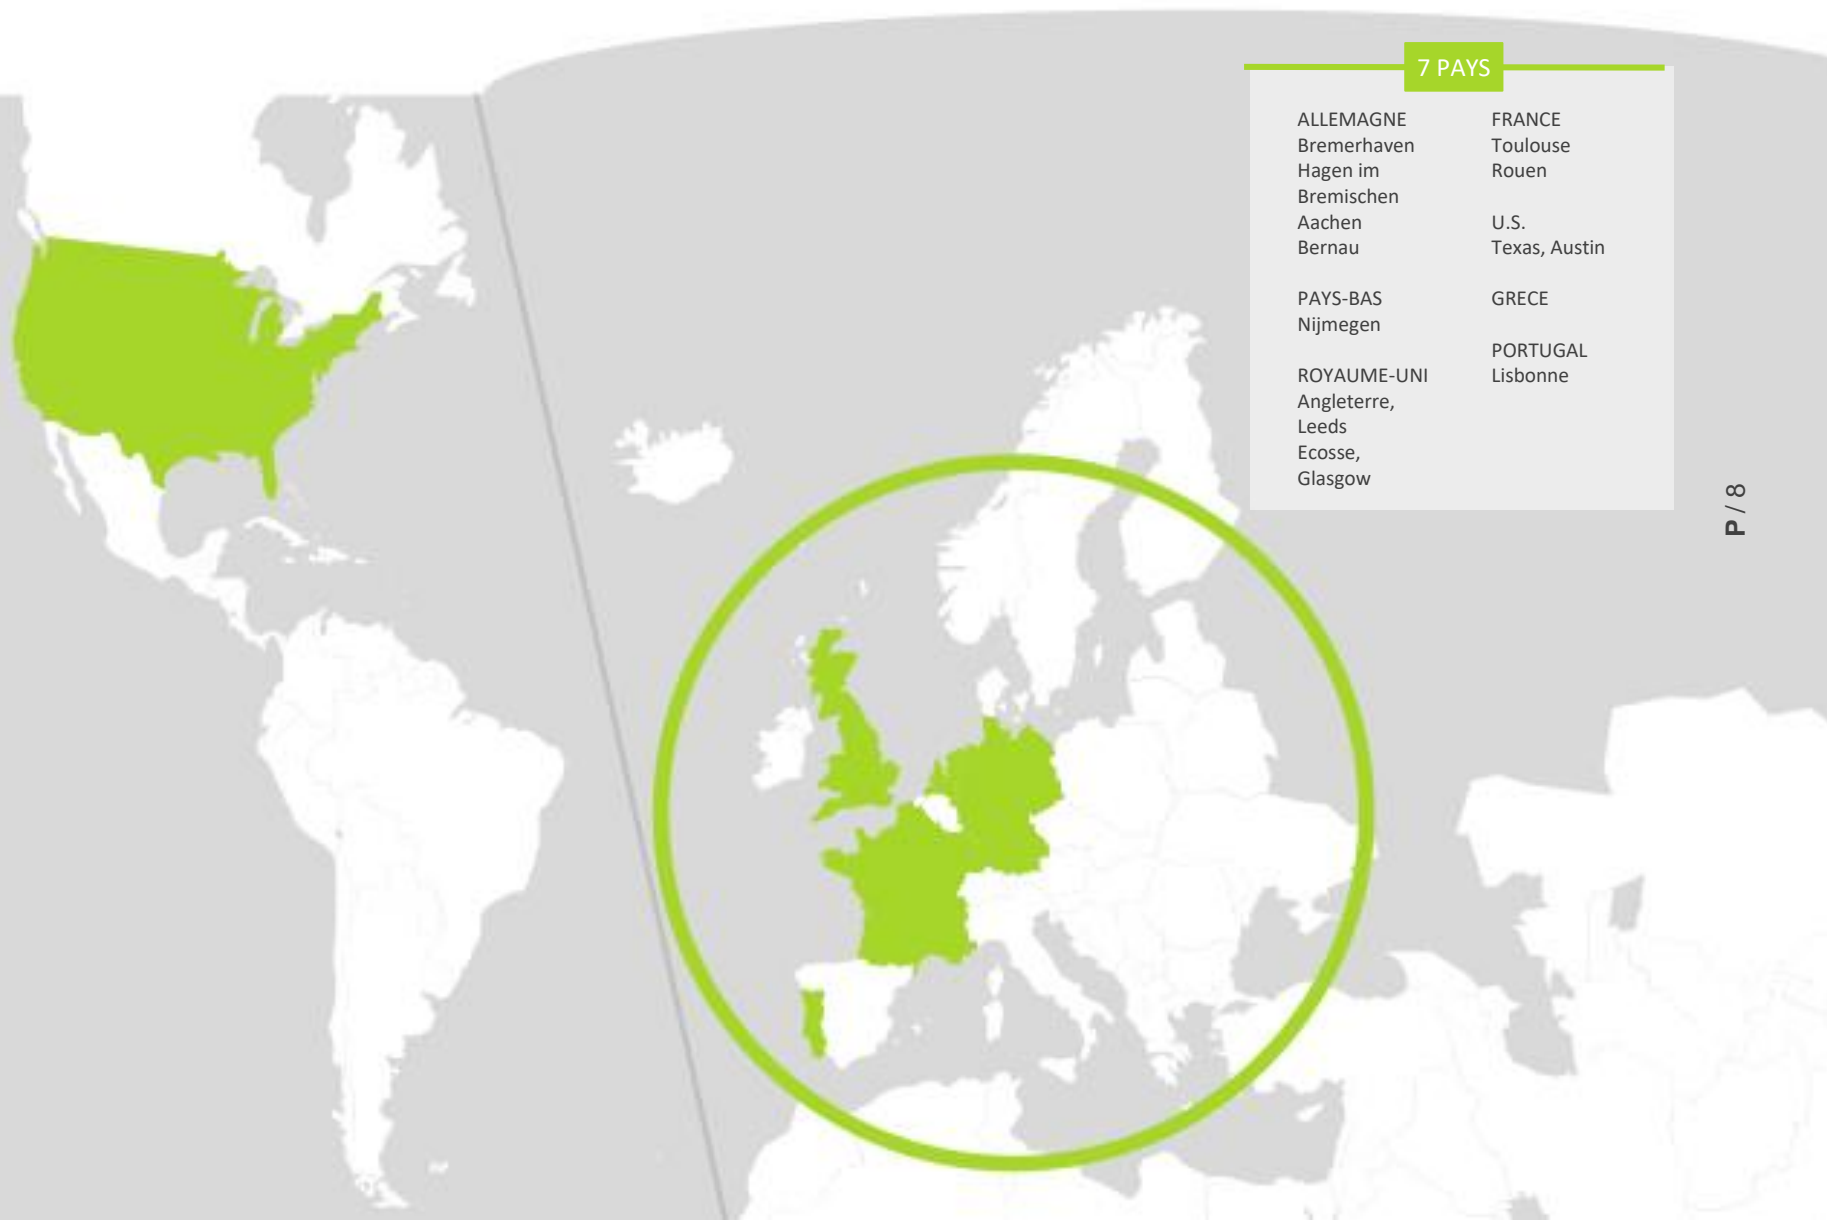 7 PAYS
ALLEMAGNE
Bremerhaven
Hagen im
Bremischen
Aachen
Bernau
PAYS-BAS
Nijmegen
ROYAUME-UNI
Angleterre,
Leeds
Ecosse,
Glasgow
FRANCE
Toulouse
Rouen
U.S.
Texas, Austin
GRECE
PORTUGAL
Lisbonne
P / 8